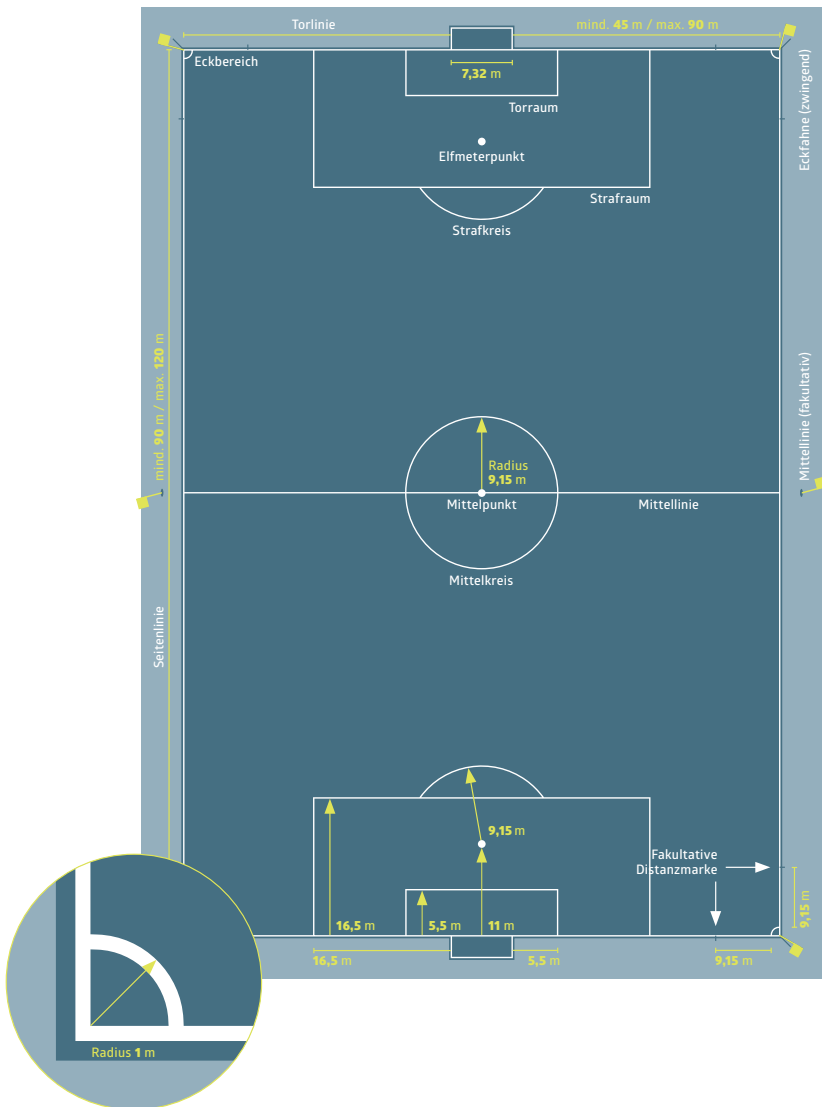 Torlinie
mind. 45 m / max. 90 m
Eckbereich
7,32 m
Torraum
Elfmeterpunkt
Strafraum
Strafkreis
Eckfahne (zwingend)
mind. 90 m / max. 120 m
Radius
9,15 m
Mittelpunkt
Mittellinie
Mittellinie (fakultativ)
Mittelkreis
Seitenlinie
9,15 m
Fakultative
Distanzmarke
16,5 m
5,5 m
11 m
9,15 m
16,5 m
5,5 m
9,15 m
Radius 1 m